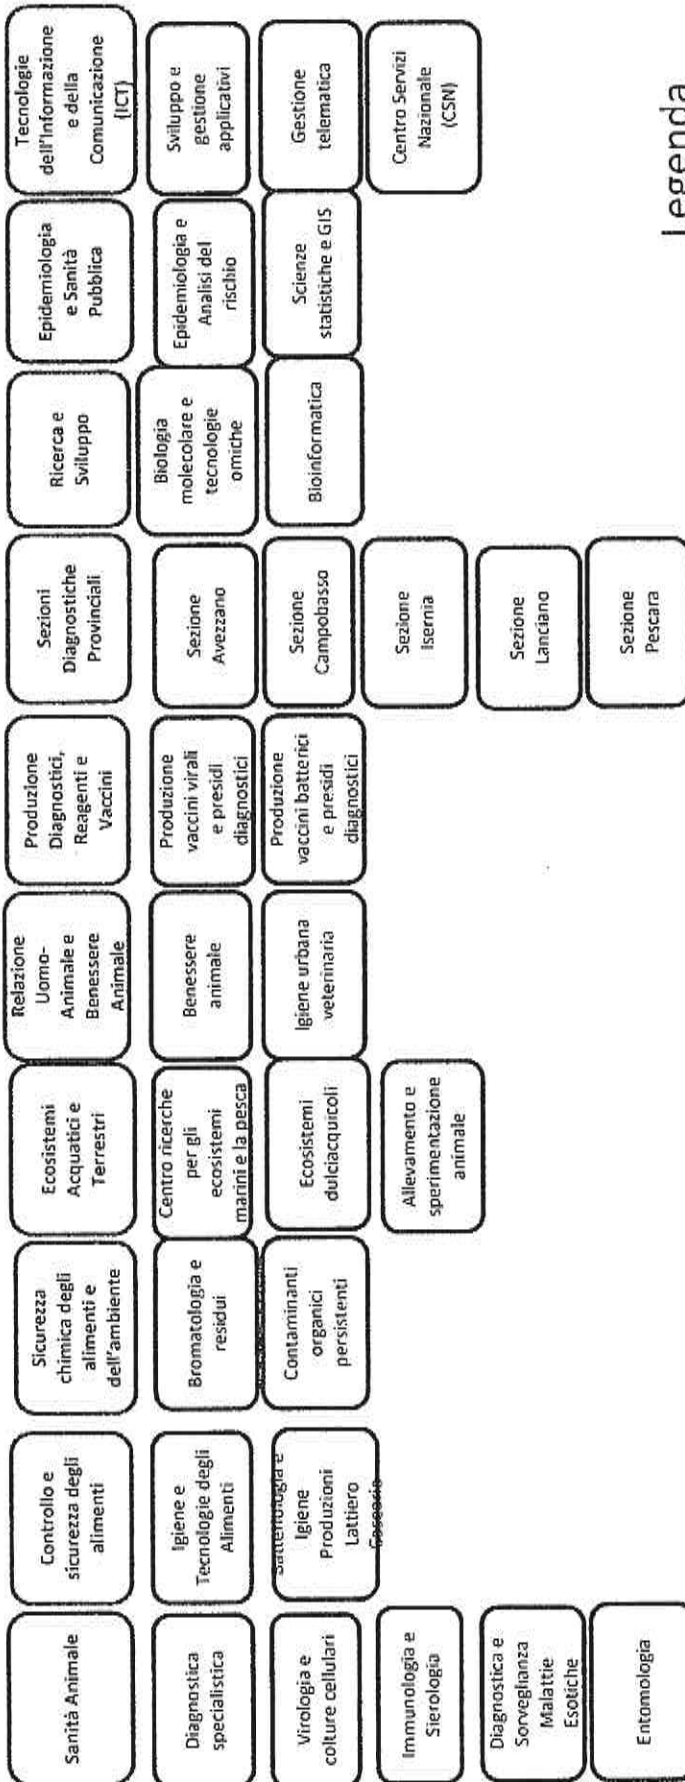 Sanità Animale
Diagnostica
specialistica
Virologia e
colture cellulari
Immunologia e
Sierologia
Diagnostica e
Sorveglianza
Malattie
Esotiche
Entomologia
Controllo e
sicurezza degli
alimenti
Igiene e
Tecnologie degli
Alimenti
Batteriologia e
Igiene
Produzioni
Lattiero
Casearie
Sicurezza
chimica degli
alimenti e
dell'ambiente
Bromatologia e
residui
Contaminanti
organici
persistenti
Ecosistemi
Acquatici e
Terrestri
Centro ricerche
per gli
ecosistemi
marini e la pesca
Ecosistemi
dulciacquicoli
Allevamento e
sperimentazione
animale
Relazione
Uomo-
Animale e
Benessere
Animale
Benessere
animale
Igiene urbana
veterinaria
Produzione
Diagnostici,
Reagenti e
Vaccini
Produzione
vaccini virali
e presidi
diagnostici
Produzione
vaccini batterici
e presidi
diagnostici
Sezioni
Diagnostiche
Provinciali
Sezione
Avezzano
Sezione
Campobasso
Sezione
Isernia
Sezione
Lanciano
Sezione
Pescara
Ricerca e
Sviluppo
Biologia
molecolare e
tecnologie
omiche
Bioinformatica
Epidemiologia
e Sanità
Pubblica
Epidemiologia e
Analisi del
rischio
Scienze
statistiche e GIS
Tecnologie
dell'Informazione
e della
Comunicazione
(ICT)
Sviluppo e
gestione
applicativi
Gestione
telematica
Centro Servizi
Nazionale
(CSN)
Legenda